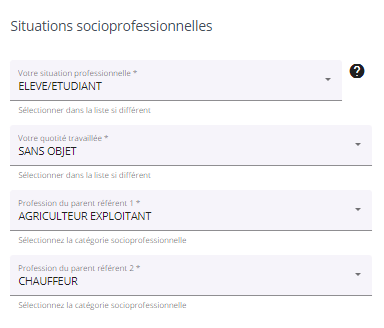 Situations socioprofessionnelles
Votre situation professionnelle *
ELEVE/ETUDIANT
?
Sélectionner dans la liste si différent
Votre quotité travaillée *
SANS OBJET
Sélectionner dans la liste si différent
Profession du parent référent 1 *
AGRICULTEUR EXPLOITANT
Sélectionnez la catégorie socioprofessionnelle
Profession du parent référent 2 *
CHAUFFEUR
Sélectionnez la catégorie socioprofessionnelle